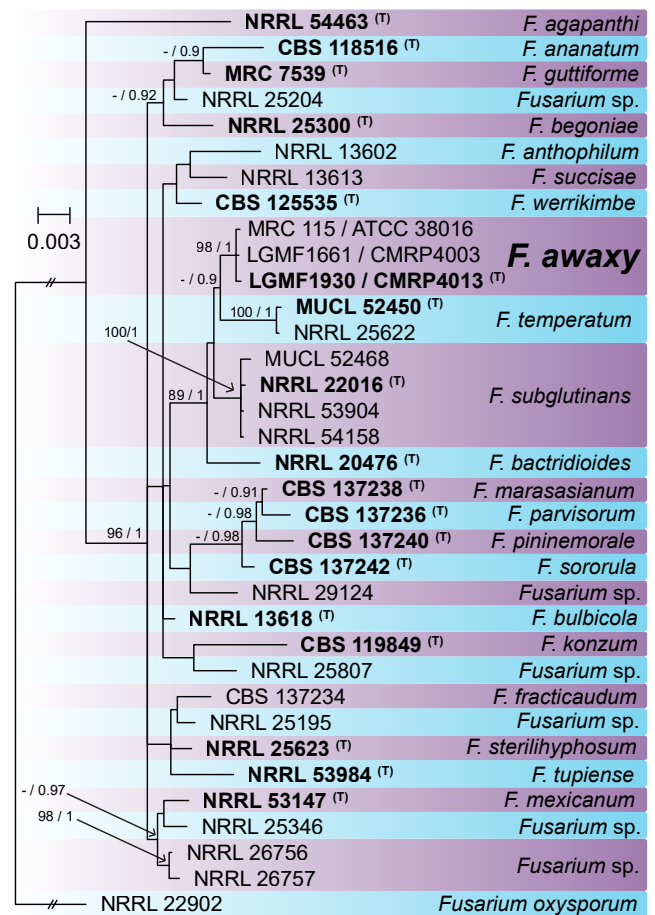 NRRL 54463 (T) F. agapanthi
- / 0.9
CBS 118516 (T) F. ananatum
MRC 7539 (T) F. guttiforme
- / 0.92
NRRL 25204 Fusarium sp.
NRRL 25300 (T) F. begoniae
NRRL 13602 F. anthophilum
NRRL 13613 F. succisae
CBS 125535 (T) F. werrikimbe
0.003
MRC 115 / ATCC 38016
98 / 1
LGMF1661 / CMRP4003 F. awaxy
- / 0.9
LGMF1930 / CMRP4013 (T)
100 / 1
MUCL 52450 (T)
NRRL 25622
F. temperatum
100/1
MUCL 52468
NRRL 22016 (T)
NRRL 53904
NRRL 54158
F. subglutinans
89 / 1
NRRL 20476 (T) F. bactridioides
- / 0.91
CBS 137238 (T) F. marasasianum
- / 0.98
CBS 137236 (T) F. parvisorum
- / 0.98
CBS 137240 (T) F. pininemorale
96 / 1
CBS 137242 (T) F. sororula
NRRL 29124 Fusarium sp.
NRRL 13618 (T) F. bulbicola
CBS 119849 (T) F. konzum
NRRL 25807 Fusarium sp.
CBS 137234 F. fracticaudum
NRRL 25195 Fusarium sp.
NRRL 25623 (T) F. sterilihyphosum
NRRL 53984 (T) F. tupiense
- / 0.97
NRRL 53147 (T) F. mexicanum
98 / 1
NRRL 25346 Fusarium sp.
NRRL 26756
NRRL 26757
Fusarium sp.
NRRL 22902 Fusarium oxysporum